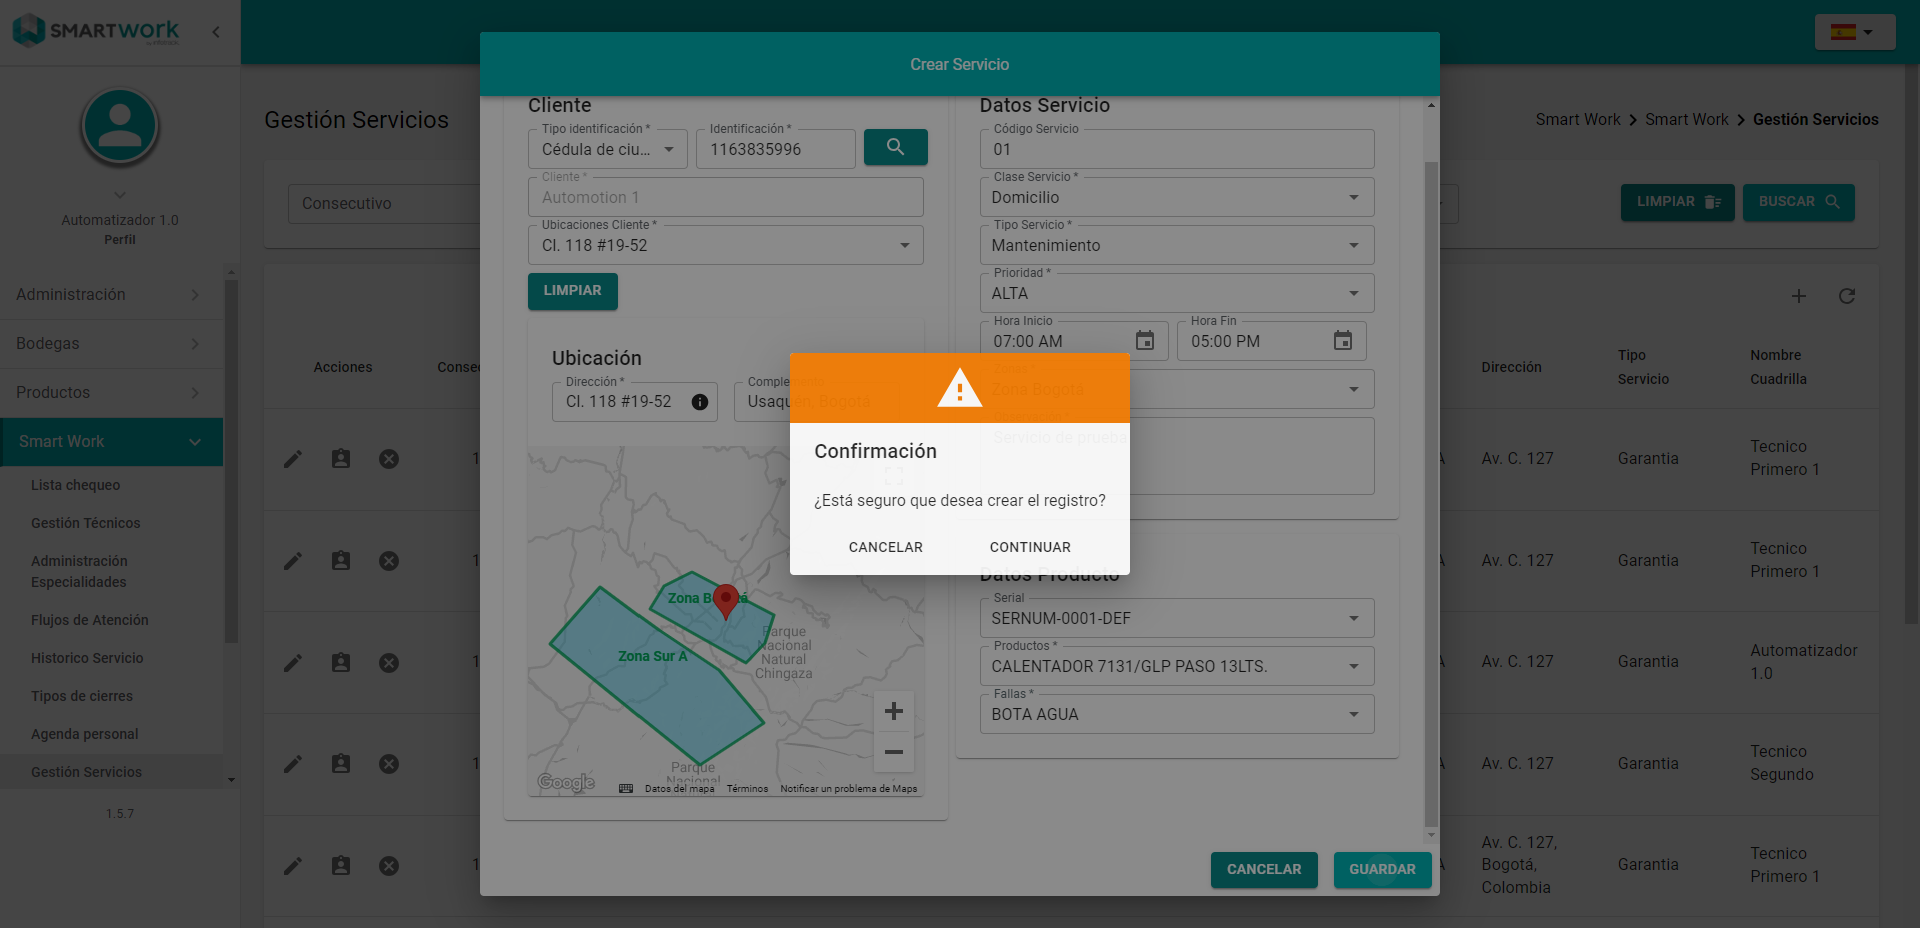 SMARTWORK
Crear Servicio
Gestión Servicios
Smart Work > Smart Work > Gestión Servicios
Automatizador 1.0
Perfil
Administración
Bodegas
Productos
Smart Work
Lista chequeo
Gestión Técnicos
Administración
Especialidades
Flujos de Atención
Historico Servicio
Tipos de cierres
Agenda personal
Gestión Servicios
1.5.7
Consecutivo
LIMPIAR
BUSCAR
Acciones
Dirección
Tipo
Servicio
Nombre
Cuadrilla
Av. C. 127
Garantia
Tecnico
Primero 1
Av. C. 127
Garantia
Tecnico
Primero 1
Av. C. 127
Garantia
Automatizador
1.0
Av. C. 127
Garantia
Tecnico
Segundo
Av. C. 127,
Bogotá,
Colombia
Garantia
Tecnico
Primero 1
Cliente
Tipo identificación *
Cédula de ciu...
Identificación *
1163835996
Cliente *
Automotion 1
Ubicaciones Cliente *
Cl. 118 #19-52
LIMPIAR
Ubicación
Dirección *
Cl. 118 #19-52
Complemento
Usaquén, Bogotá
Zona Sur A
Parque
Nacional
Natural
Chingaza
Parque
Nacional
Google
Datos del mapa
Términos
Notificar un problema de Maps
Datos Servicio
Código Servicio
01
Clase Servicio *
Domicilio
Tipo Servicio *
Mantenimiento
Prioridad *
ALTA
Hora Inicio
07:00 AM
Hora Fin
05:00 PM
Zona Bogotá
Servicio de prueba
Confirmación
¿Está seguro que desea crear el registro?
CANCELAR
CONTINUAR
Datos Producto
Serial
SERNUM-0001-DEF
Productos *
CALENTADOR 7131/GLP PASO 13LTS.
Fallas *
BOTA AGUA
CANCELAR
GUARDAR